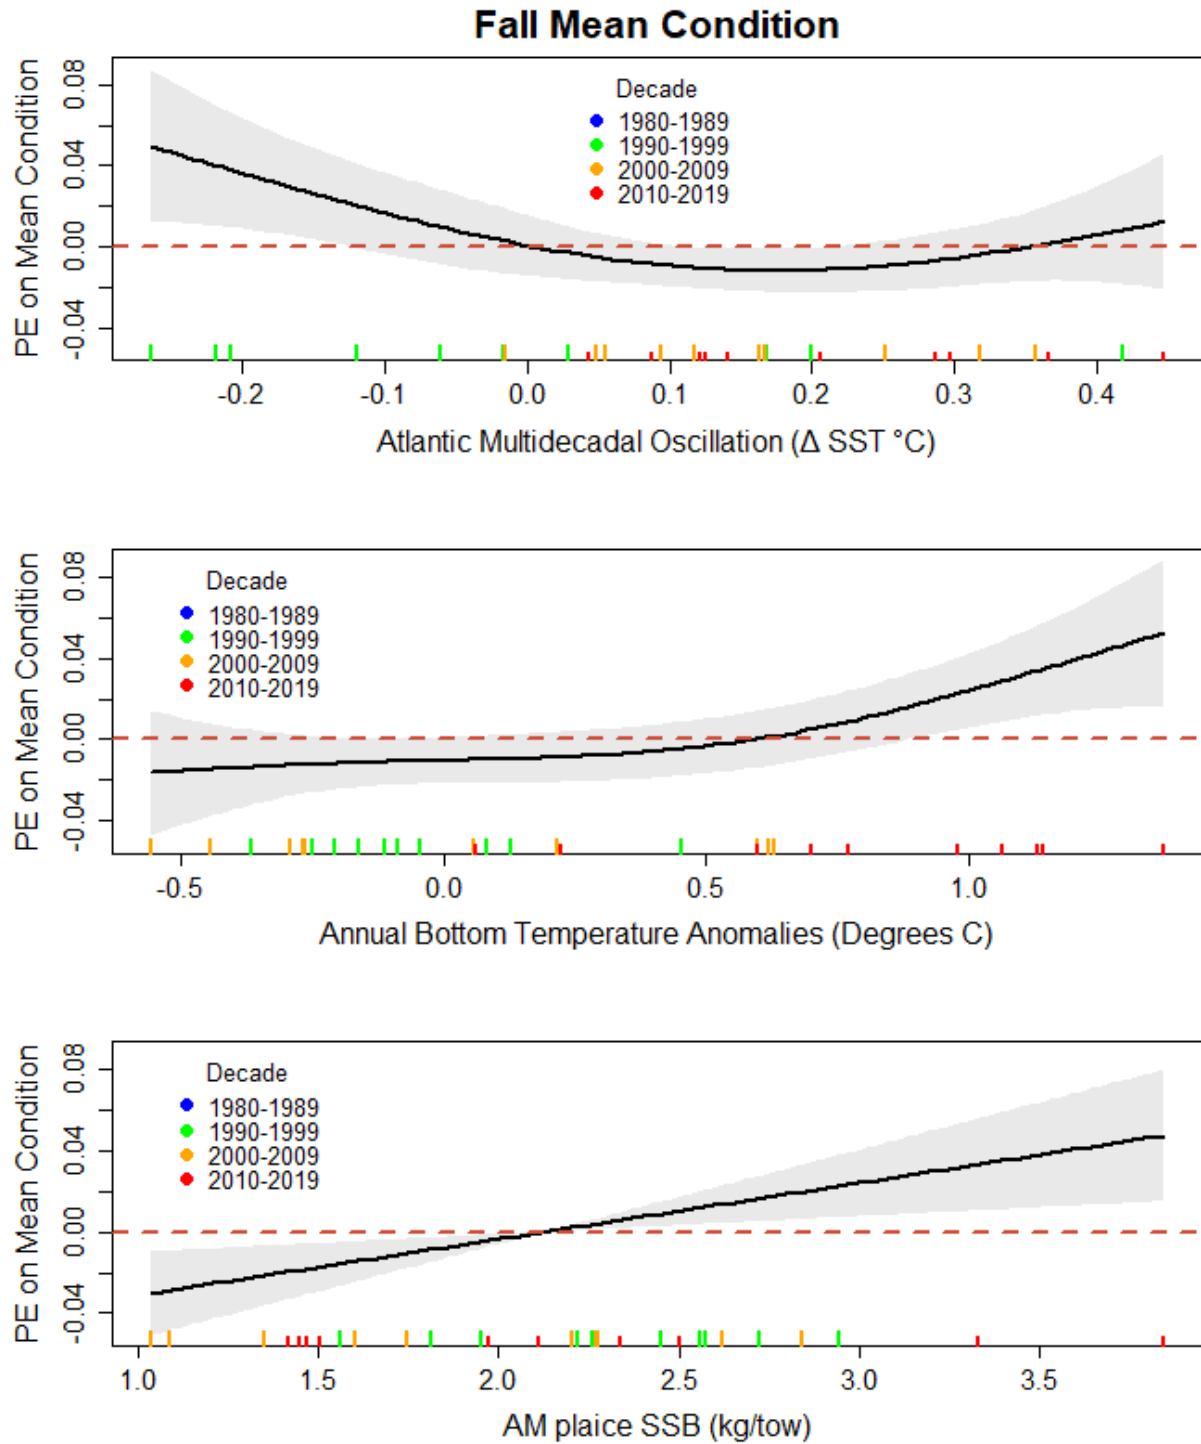 Fall Mean Condition
PE on Mean Condition
0.08
0.04
0.00
-0.04
Decade
1980-1989
1990-1999
2000-2009
2010-2019
-0.2 -0.1 0.0 0.1 0.2 0.3 0.4
Atlantic Multidecadal Oscillation (Δ SST °C)
PE on Mean Condition
0.08
0.04
0.00
-0.04
Decade
1980-1989
1990-1999
2000-2009
2010-2019
-0.5 0.0 0.5 1.0
Annual Bottom Temperature Anomalies (Degrees C)
PE on Mean Condition
0.08
0.04
0.00
-0.04
Decade
1980-1989
1990-1999
2000-2009
2010-2019
1.0 1.5 2.0 2.5 3.0 3.5
AM plaice SSB (kg/tow)